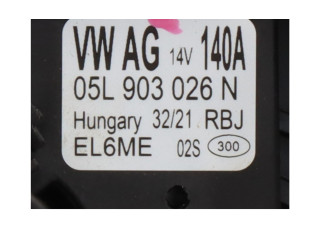 VW AG 14V 140A
05L 903 026 N
Hungary 32/21 RBJ
EL6ME 02S 300